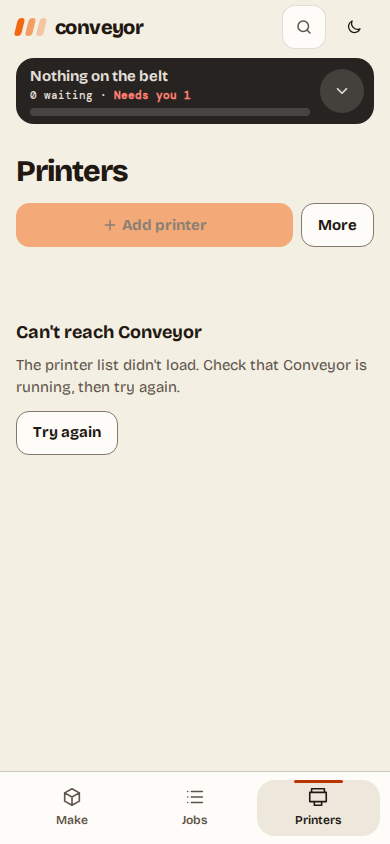 conveyor
Nothing on the belt
0 waiting · Needs you 1
Printers
+ Add printer
More
Can't reach Conveyor
The printer list didn't load. Check that Conveyor is
running, then try again.
Try again
Make
Jobs
Printers